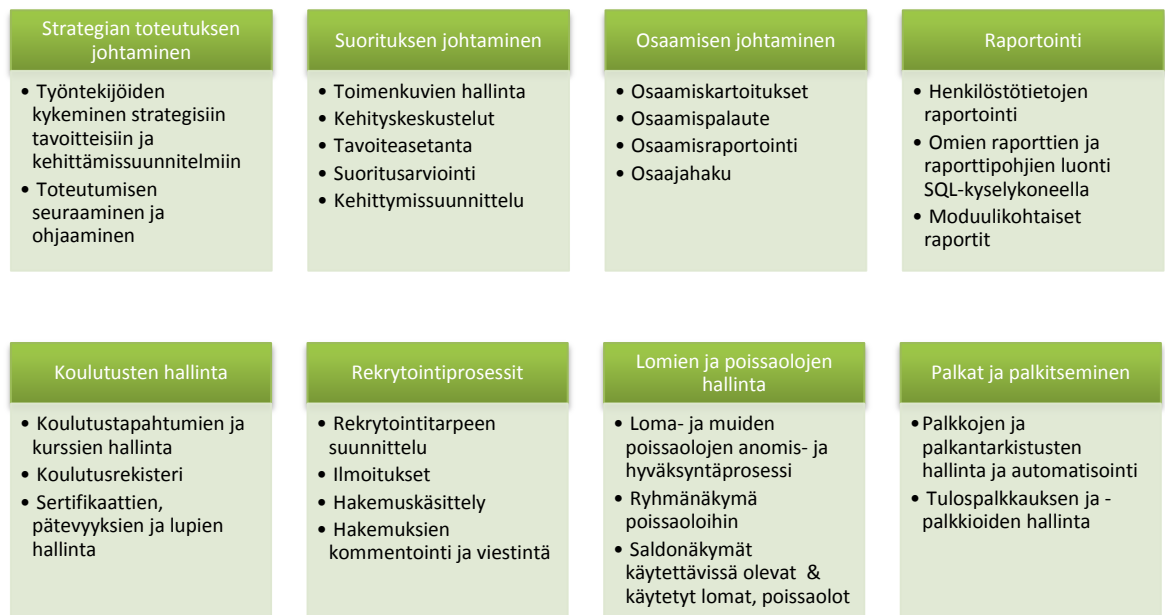 Strategian toteutuksen
johtaminen
• Työntekijöiden
kykeminen strategisiin
tavoitteisiin ja
kehittämissuunnitelmiin
• Toteutumisen
seuraaminen ja
ohjaaminen
Suorituksen johtaminen
• Toimenkuvien hallinta
• Kehityskeskustelut
• Tavoiteasetanta
• Suoritusarviointi
• Kehittymissuunnittelu
Osaamisen johtaminen
• Osaamiskartoitukset
• Osaamispalaute
• Osaamisraportointi
• Osaajahaku
Raportointi
• Henkilöstötietojen
raportointi
• Omien raporttien ja
raporttipohjien luonti
SQL-kyselykoneella
• Moduulikohtaiset
raportit
Koulutusten hallinta
• Koulutustapahtumien ja
kurssien hallinta
• Koulutusrekisteri
• Sertifikaattien,
pätevyyksien ja lupien
hallinta
Rekrytointiprosessit
• Rekrytointitarpeen
suunnittelu
• Ilmoitukset
• Hakemuskäsittely
• Hakemuksien
kommentointi ja viestintä
Lomien ja poissaolojen
hallinta
• Loma- ja muiden
poissaolojen anomis- ja
hyväksyntäprosessi
• Ryhmänäkymä
poissaoloihin
• Saldonäkymät
käytettävissä olevat &
käytetyt lomat, poissaolot
Palkat ja palkitseminen
•Palkkojen ja
palkantarkistusten
hallinta ja automatisointi
• Tulospalkkauksen ja -
palkkioiden hallinta